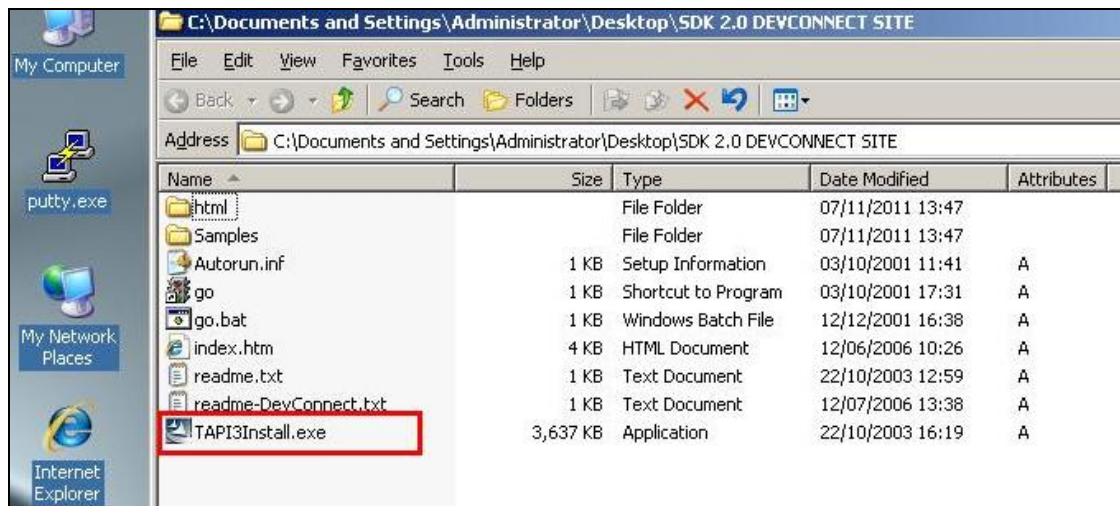 C:\Documents and Settings\Administrator\Desktop\SDK 2.0 DEVCONNECT SITE
My Computer
File Edit View Favorites Tools Help
Back Search Folders
Address C:\Documents and Settings\Administrator\Desktop\SDK 2.0 DEVCONNECT SITE
putty.exe
Name Size Type Date Modified Attributes
html File Folder 07/11/2011 13:47
Samples File Folder 07/11/2011 13:47
Autorun.inf 1 KB Setup Information 03/10/2001 11:41 A
go 1 KB Shortcut to Program 03/10/2001 17:31 A
go.bat 1 KB Windows Batch File 12/12/2001 16:38 A
My Network
Places
index.htm 4 KB HTML Document 12/06/2006 10:26 A
readme.txt 1 KB Text Document 22/10/2003 12:59 A
readme-DevConnect.txt 1 KB Text Document 12/07/2006 13:38 A
TAPI3Install.exe 3,637 KB Application 22/10/2003 16:19 A
Internet
Explorer